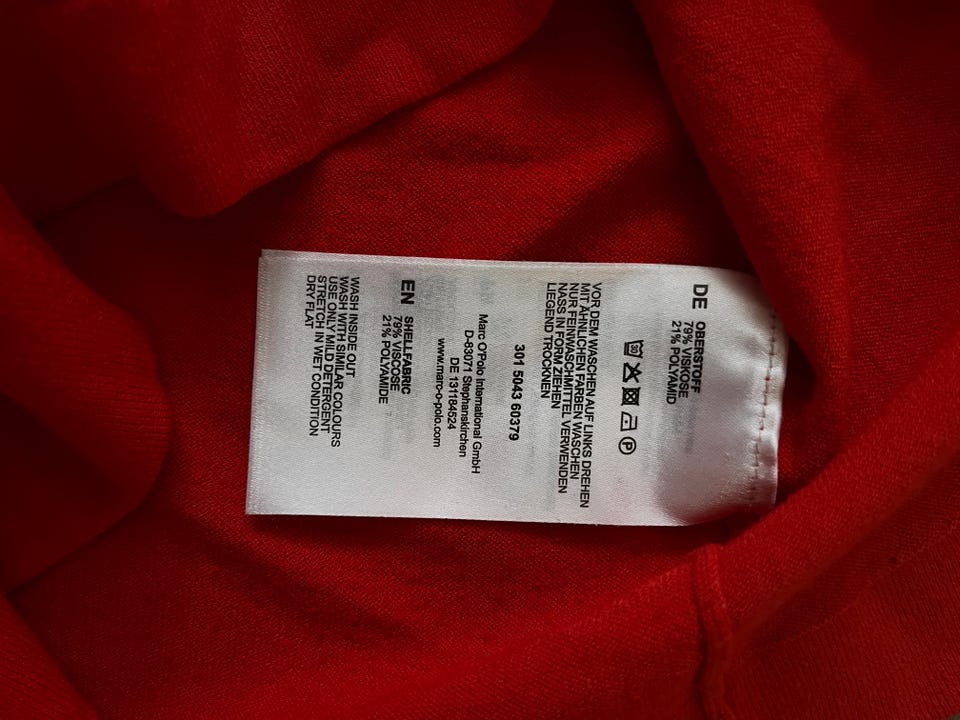 DE OBERSTOFF
79% VISKOSE
21% POLYAMID
30 P
VOR DEM WASCHEN AUF LINKS DREHEN
MIT ÄHNLICHEN FARBEN WASCHEN
NUR FEINWASCHMITTEL VERWENDEN
NASS IN FORM ZIEHEN
LIEGEND TROCKNEN
301 5043 60379
Marc O'Polo International GmbH
D-83071 Stephanskirchen
DE 131184524
www.marc-o-polo.com
EN SHELLFABRIC
79% VISCOSE
21% POLYAMIDE
WASH INSIDE OUT
WASH WITH SIMILAR COLOURS
USE ONLY MILD DETERGENT
STRETCH IN WET CONDITION
DRY FLAT